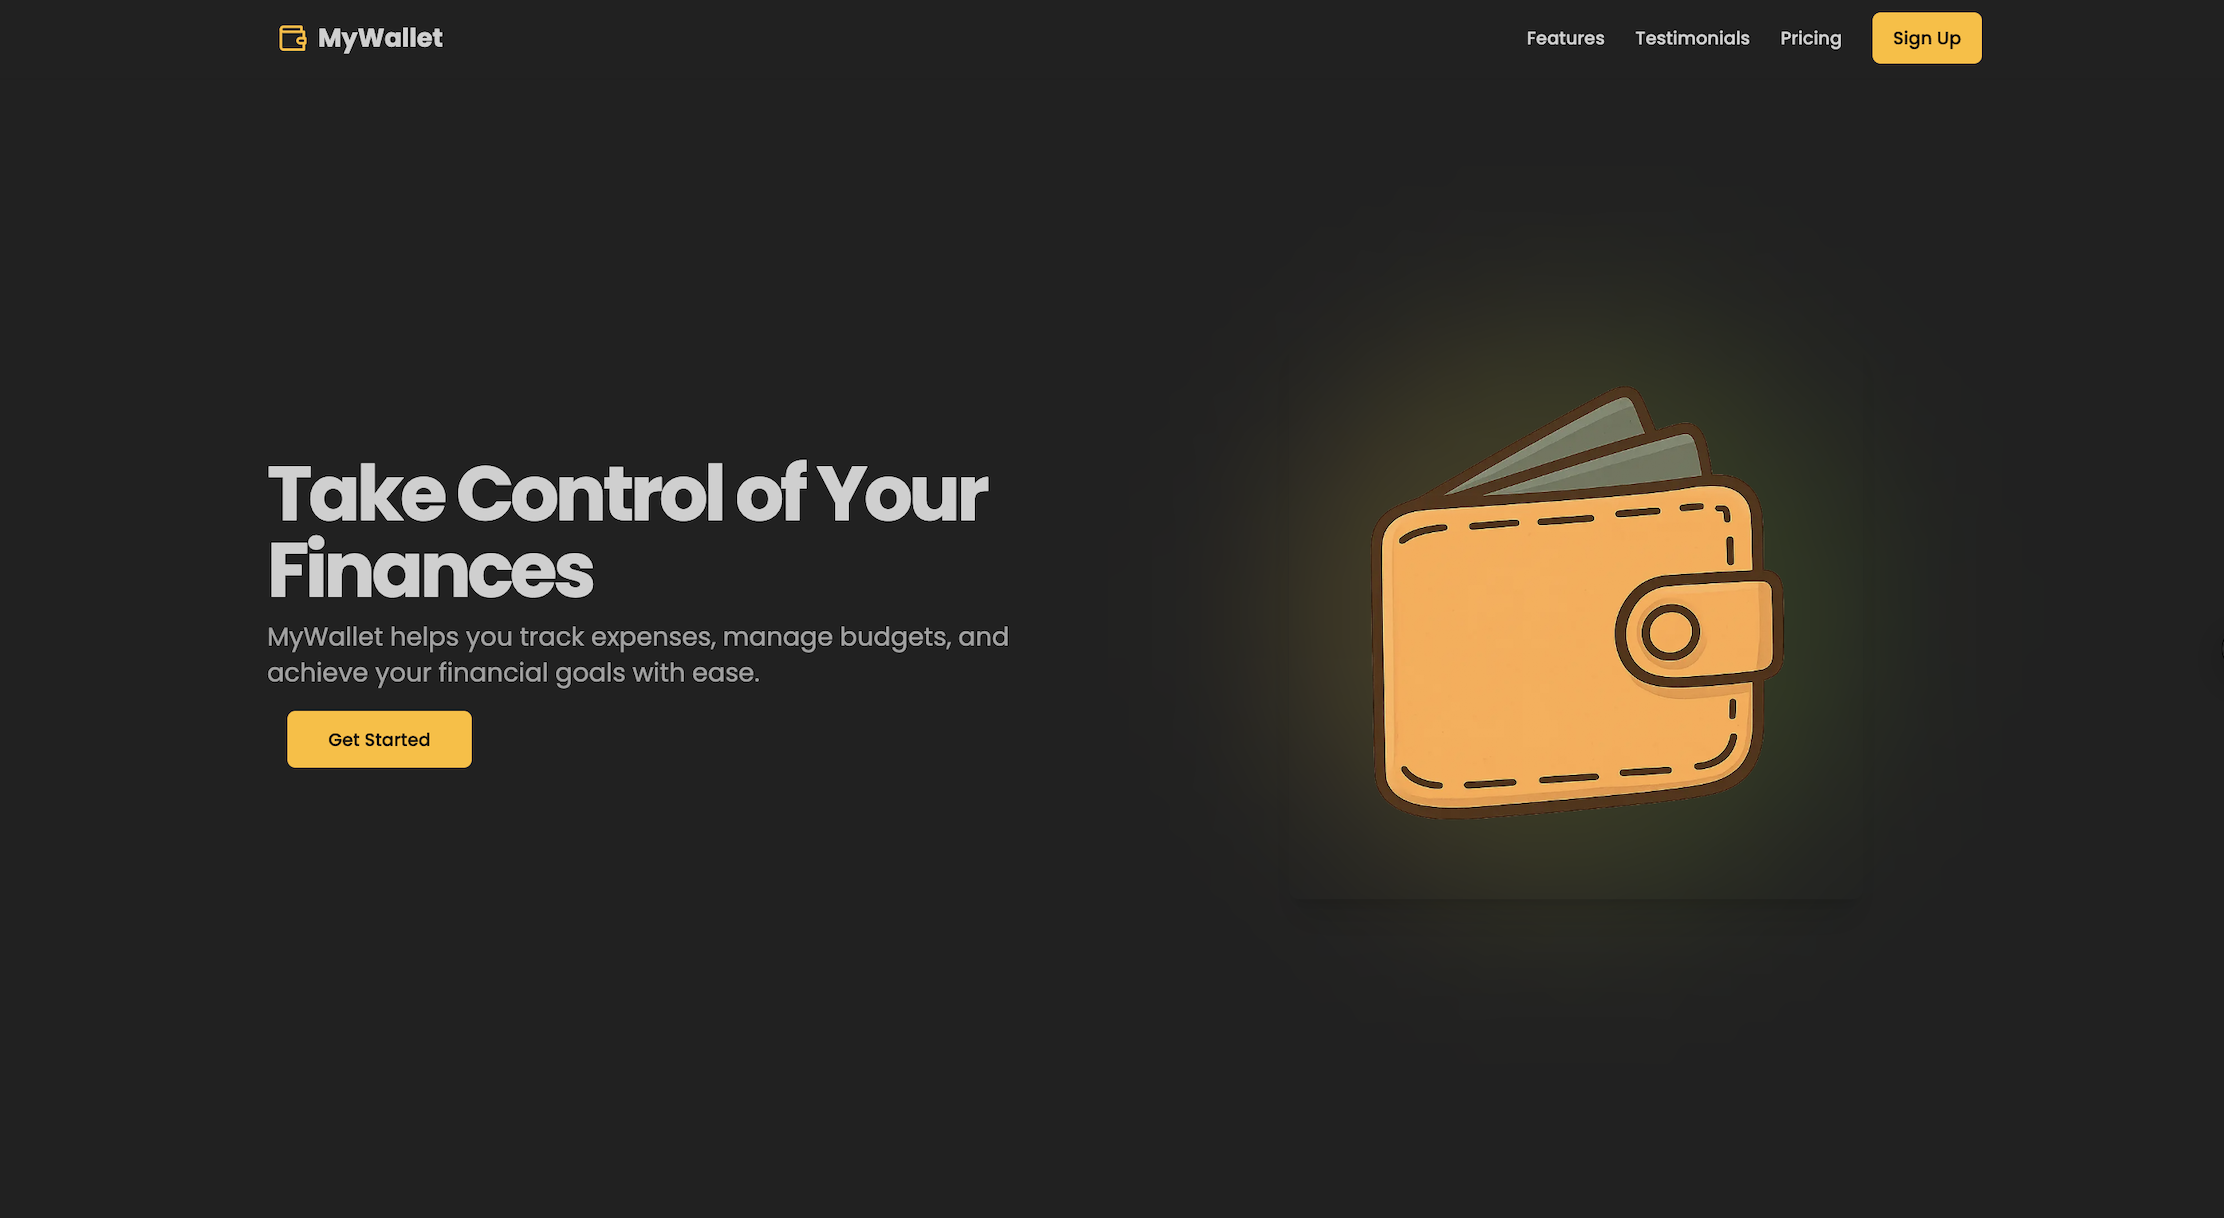 MyWallet
Features
Testimonials
Pricing
Sign Up
Take Control of Your
Finances
MyWallet helps you track expenses, manage budgets, and
achieve your financial goals with ease.
Get Started